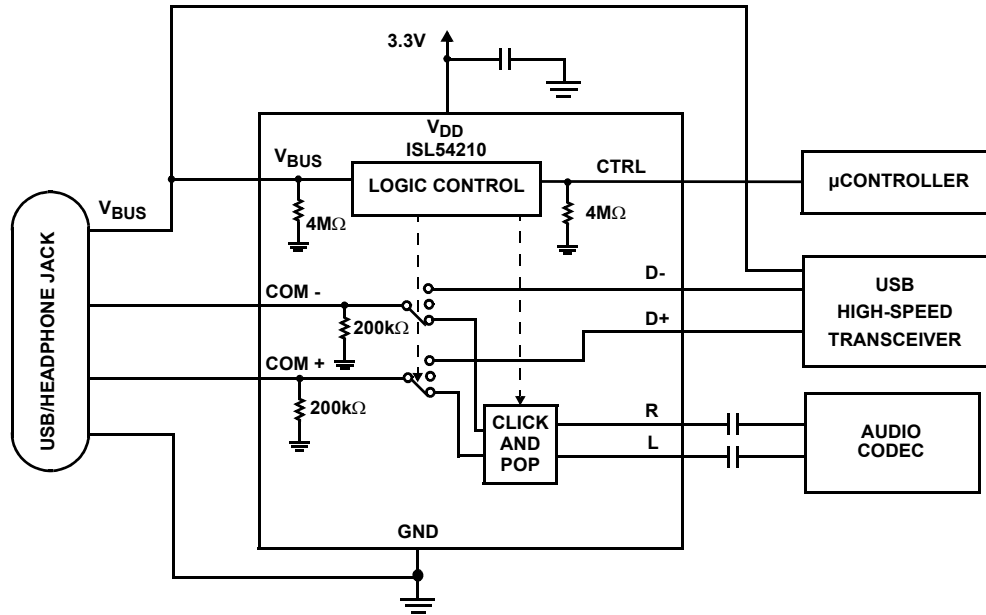 3.3V
VDD
ISL54210
VBUS
LOGIC CONTROL
CTRL
µCONTROLLER
4MΩ
4MΩ
VBUS
USB/HEADPHONE JACK
COM -
200kΩ
COM +
200kΩ
D-
D+
USB
HIGH-SPEED
TRANSCEIVER
CLICK
AND
POP
R
L
AUDIO
CODEC
GND